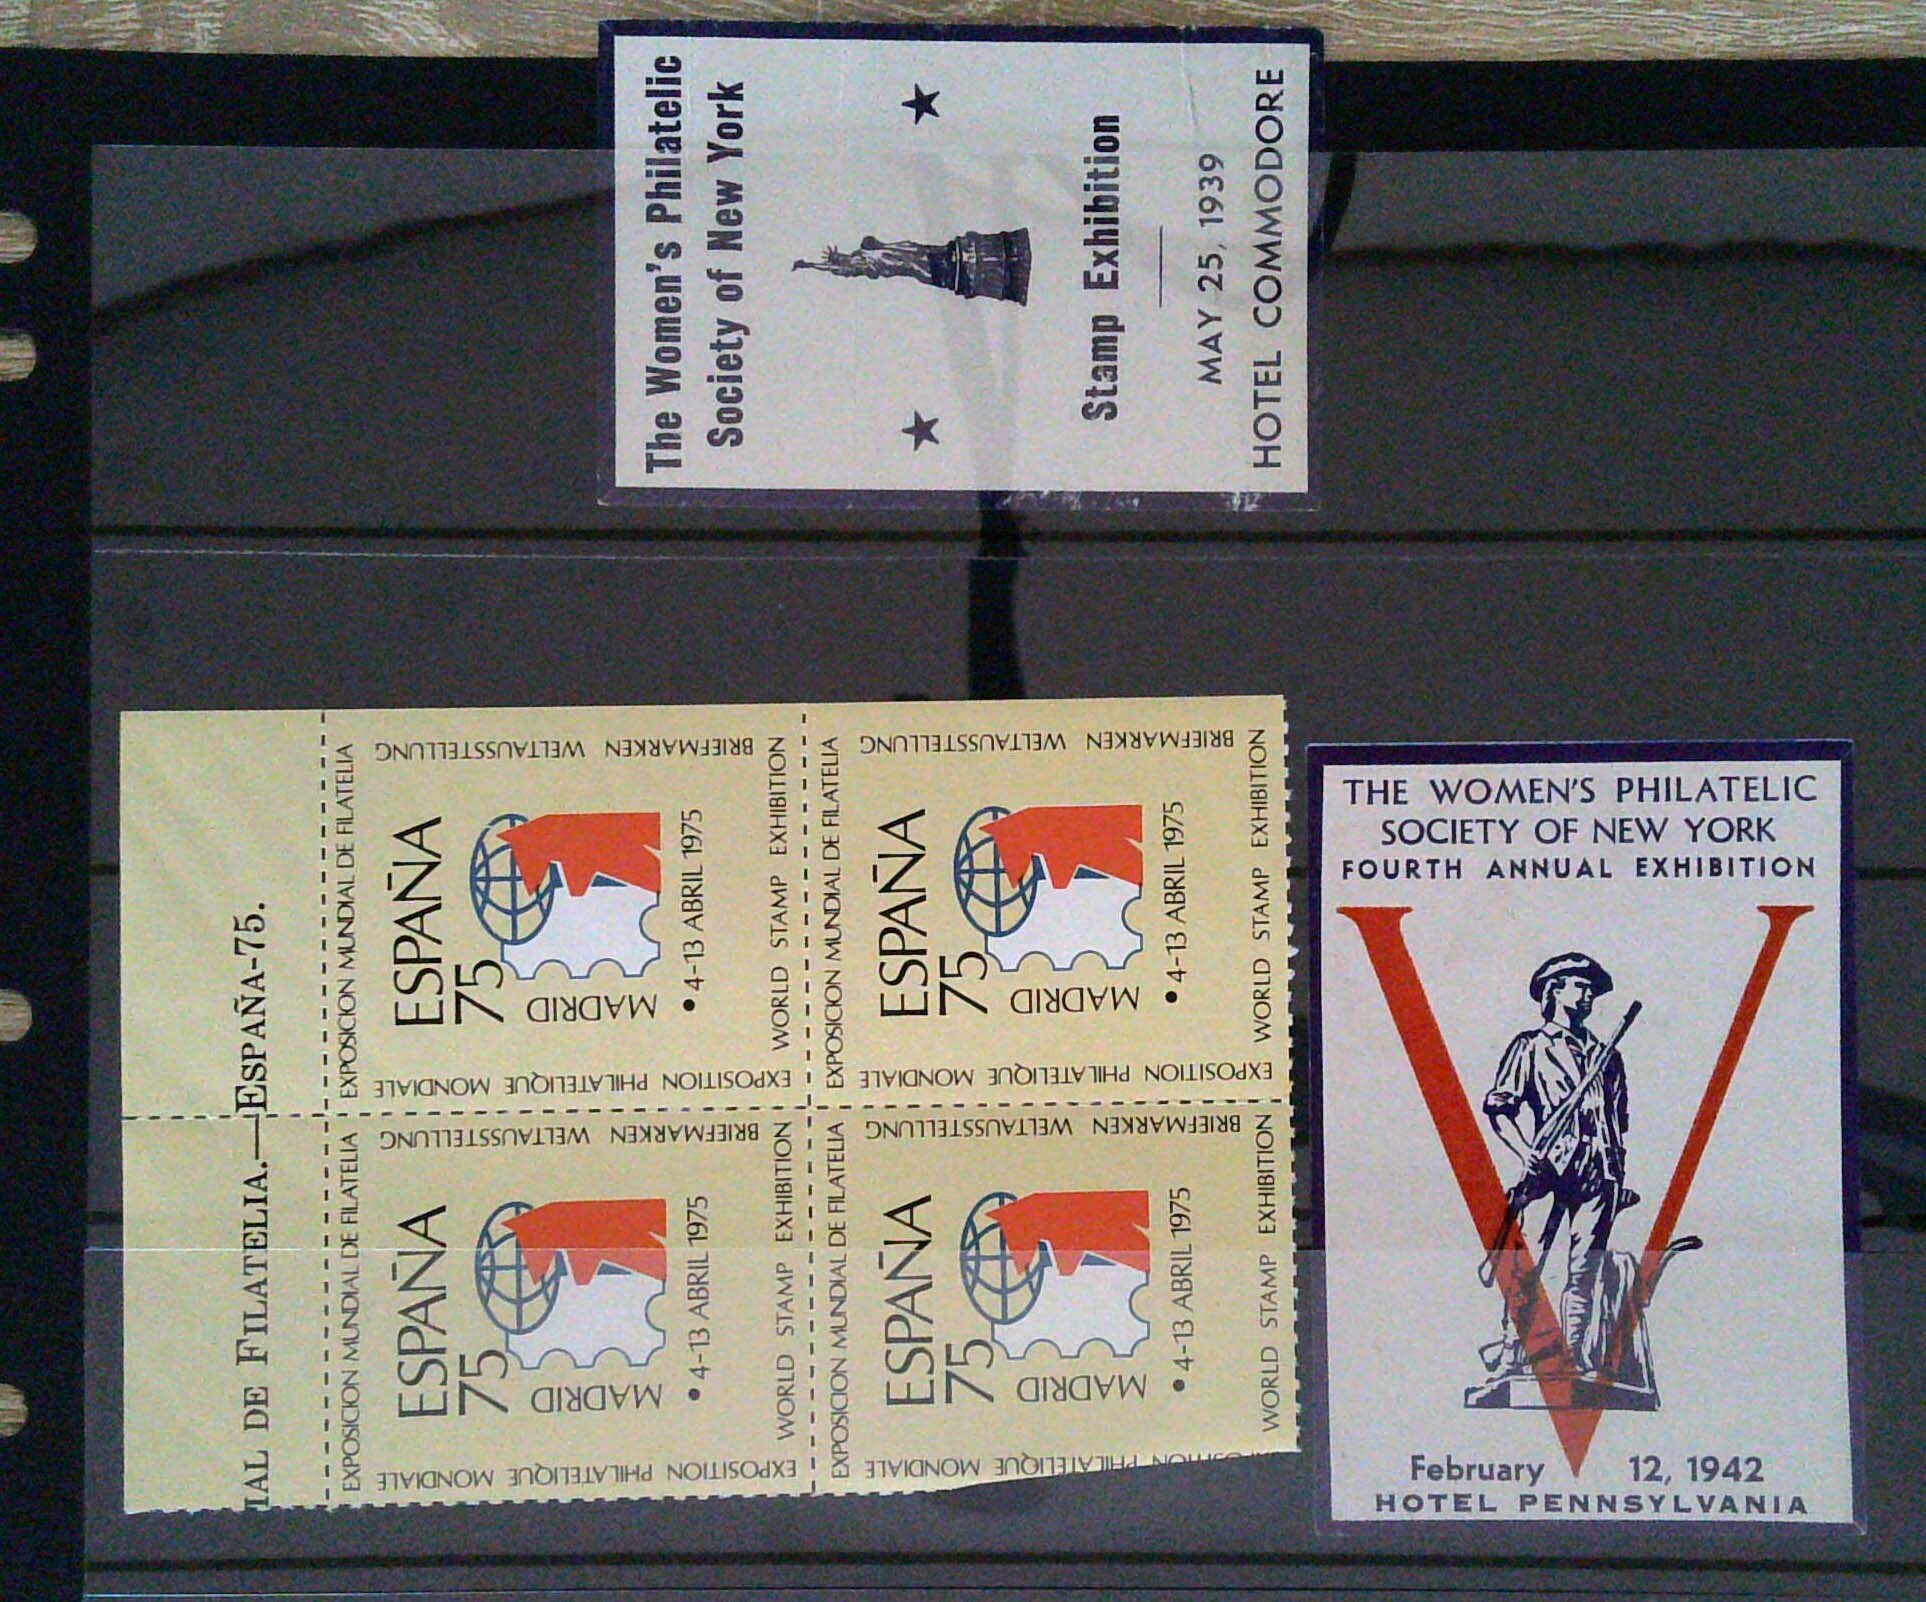 The Women's Philatelic
Society of New York
Stamp Exhibition
MAY 25, 1939
HOTEL COMMODORE
IAL DE FILATELIA.—ESPAÑA-75.
EXPOSICION MUNDIAL DE FILATELIA
BRIEFMARKEN WELTAUSSTELLUNG
ESPAÑA
75
MADRID
• 4-13 ABRIL 1975
WORLD STAMP EXHIBITION
EXPOSITION PHILATELIQUE MONDIALE
EXPOSICION MUNDIAL DE FILATELIA
BRIEFMARKEN WELTAUSSTELLUNG
ESPAÑA
75
MADRID
• 4-13 ABRIL 1975
WORLD STAMP EXHIBITION
EXPOSITION PHILATELIQUE MONDIALE
EXPOSICION MUNDIAL DE FILATELIA
BRIEFMARKEN WELTAUSSTELLUNG
ESPAÑA
75
MADRID
• 4-13 ABRIL 1975
WORLD STAMP EXHIBITION
EXPOSITION PHILATELIQUE MONDIALE
EXPOSICION MUNDIAL DE FILATELIA
BRIEFMARKEN WELTAUSSTELLUNG
ESPAÑA
75
MADRID
• 4-13 ABRIL 1975
WORLD STAMP EXHIBITION
EXPOSITION PHILATELIQUE MONDIALE
THE WOMEN'S PHILATELIC
SOCIETY OF NEW YORK
FOURTH ANNUAL EXHIBITION
V
February 12, 1942
HOTEL PENNSYLVANIA